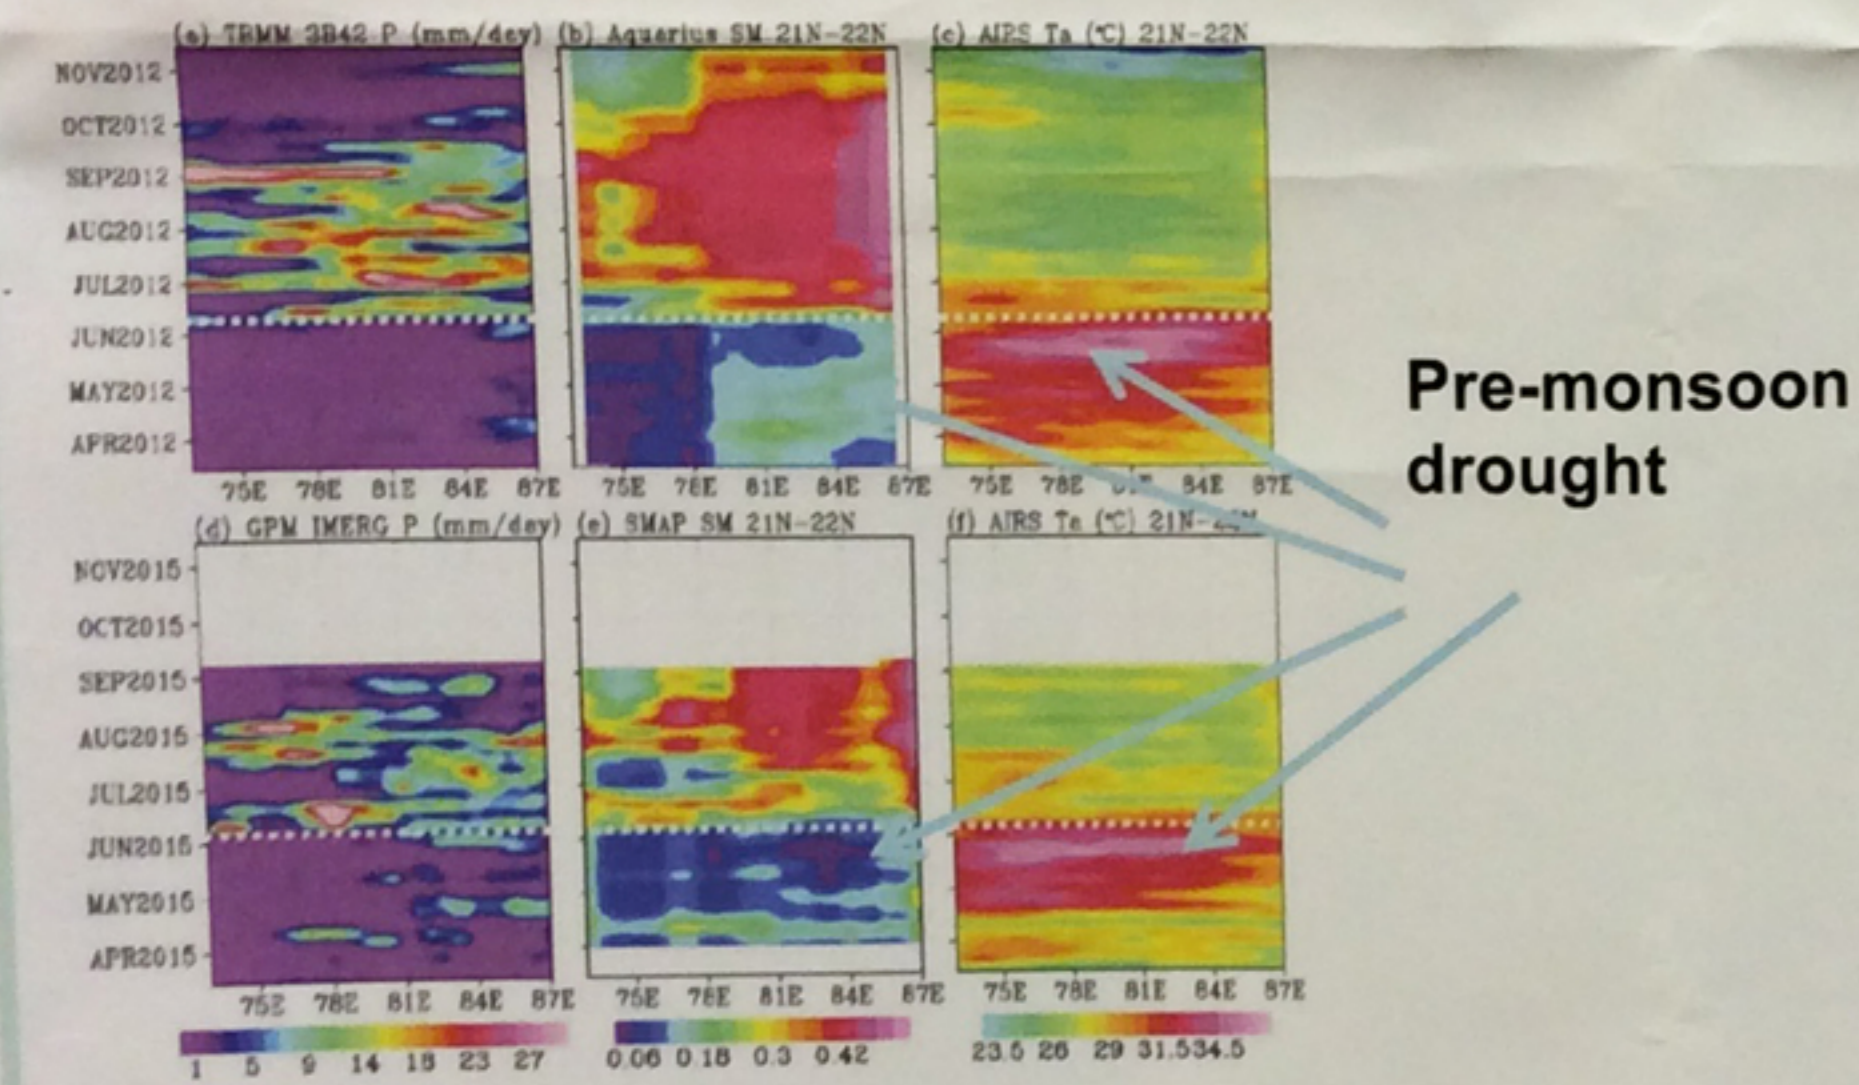 (a) TRMM 3B42 P (mm/day) (b) Aquarius SM 21N-22N (c) AIRS Ta (°C) 21N-22N
NOV2012
OCT2012
SEP2012
AUG2012
JUL2012
JUN2012
MAY2012
APR2012
75E 78E 81E 84E 87E 75E 78E 81E 84E 87E 75E 78E 81E 84E 87E
Pre-monsoon
drought
(d) GPM IMERG P (mm/day) (e) SMAP SM 21N-22N (f) AIRS Ta (°C) 21N-22N
NOV2015
OCT2015
SEP2015
AUG2015
JUL2015
JUN2015
MAY2015
APR2015
75E 78E 81E 84E 87E 75E 78E 81E 84E 87E 75E 78E 81E 84E 87E
1 5 9 14 18 23 27 0.06 0.18 0.3 0.42 23.5 26 29 31.5 34.5